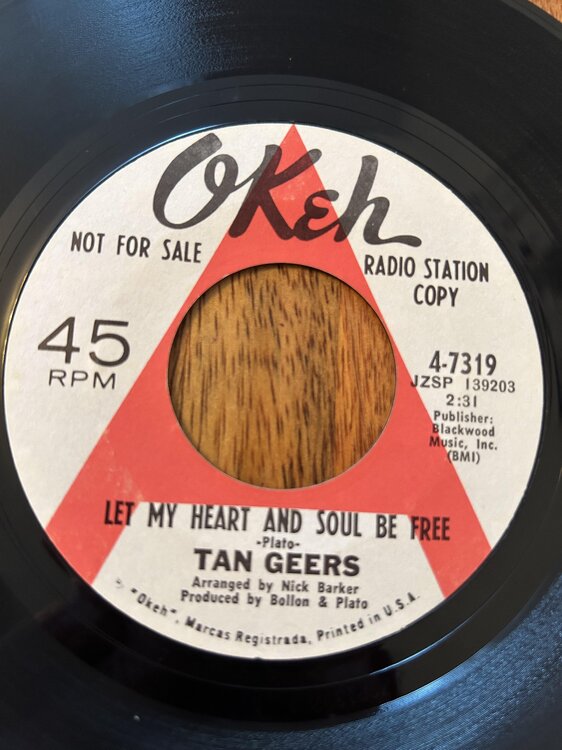 OKeh
NOT FOR SALE
RADIO STATION
COPY
45
RPM
4-7319
JZSP 139203
2:31
Publisher:
Blackwood
Music, Inc.
(BMI)
LET MY HEART AND SOUL BE FREE
-Plato-
TAN GEERS
Arranged by Nick Barker
Produced by Bollon & Plato
"Okeh", Marcas Registrada, Printed in U.S.A.